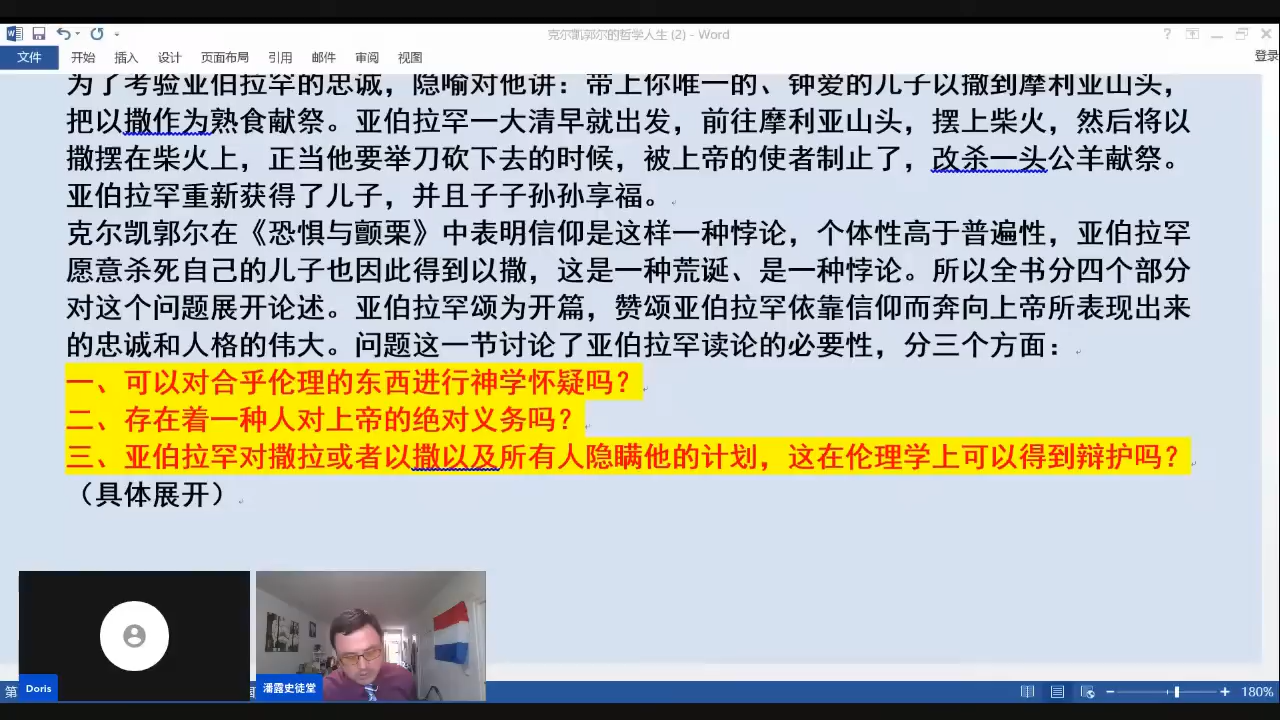 克尔凯郭尔的哲学人生 (2) - Word
文件 开始 插入 设计 页面布局 引用 邮件 审阅 视图 登录
为了考验亚伯拉罕的忠诚，隐喻对他讲：带上你唯一的、钟爱的儿子以撒到摩利亚山头，
把以撒作为熟食献祭。亚伯拉罕一大清早就出发，前往摩利亚山头，摆上柴火，然后将以
撒摆在柴火上，正当他要举刀砍下去的时候，被上帝的使者制止了，改杀一头公羊献祭。
亚伯拉罕重新获得了儿子，并且子子孙孙享福。
克尔凯郭尔在《恐惧与颤栗》中表明信仰是这样一种悖论，个体性高于普遍性，亚伯拉罕
愿意杀死自己的儿子也因此得到以撒，这是一种荒诞、是一种悖论。所以全书分四个部分
对这个问题展开论述。亚伯拉罕颂为开篇，赞颂亚伯拉罕依靠信仰而奔向上帝所表现出来
的忠诚和人格的伟大。问题这一节讨论了亚伯拉罕读论的必要性，分三个方面：
一、可以对合乎伦理的东西进行神学怀疑吗？
二、存在着一种人对上帝的绝对义务吗？
三、亚伯拉罕对撒拉或者以撒以及所有人隐瞒他的计划，这在伦理学上可以得到辩护吗？
（具体展开）
第
Doris
潘露史徒堂
180%